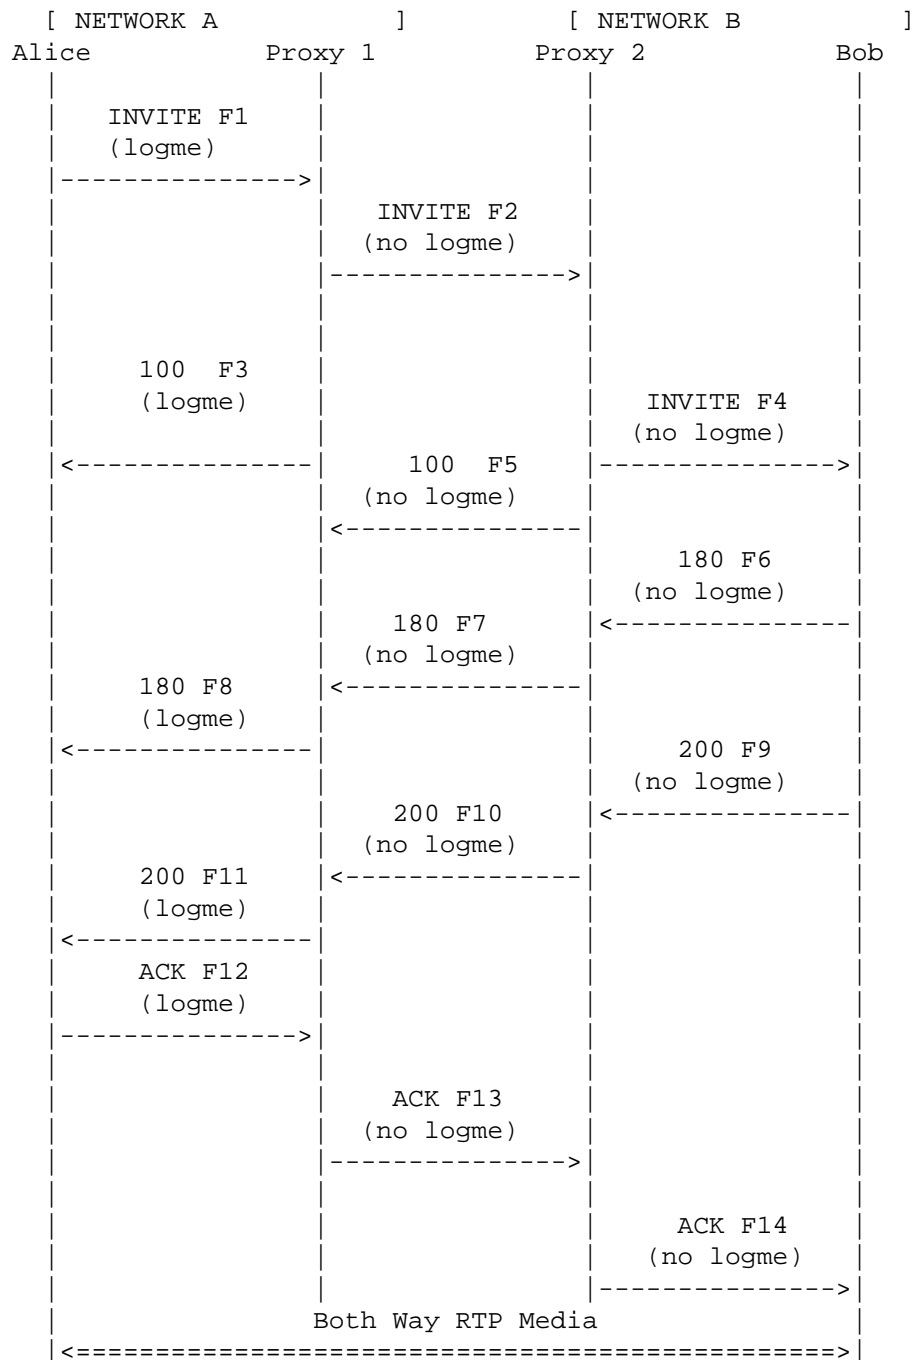 [ NETWORK A ] [ NETWORK B ]
Alice Proxy 1 Proxy 2 Bob
INVITE F1
(logme)
INVITE F2
(no logme)
100 F3
(logme) INVITE F4
(no logme)
100 F5
(no logme)
180 F6
(no logme)
180 F7
(no logme)
180 F8
(logme)
200 F9
(no logme)
200 F10
(no logme)
200 F11
(logme)
ACK F12
(logme)
ACK F13
(no logme)
ACK F14
(no logme)
Both Way RTP Media